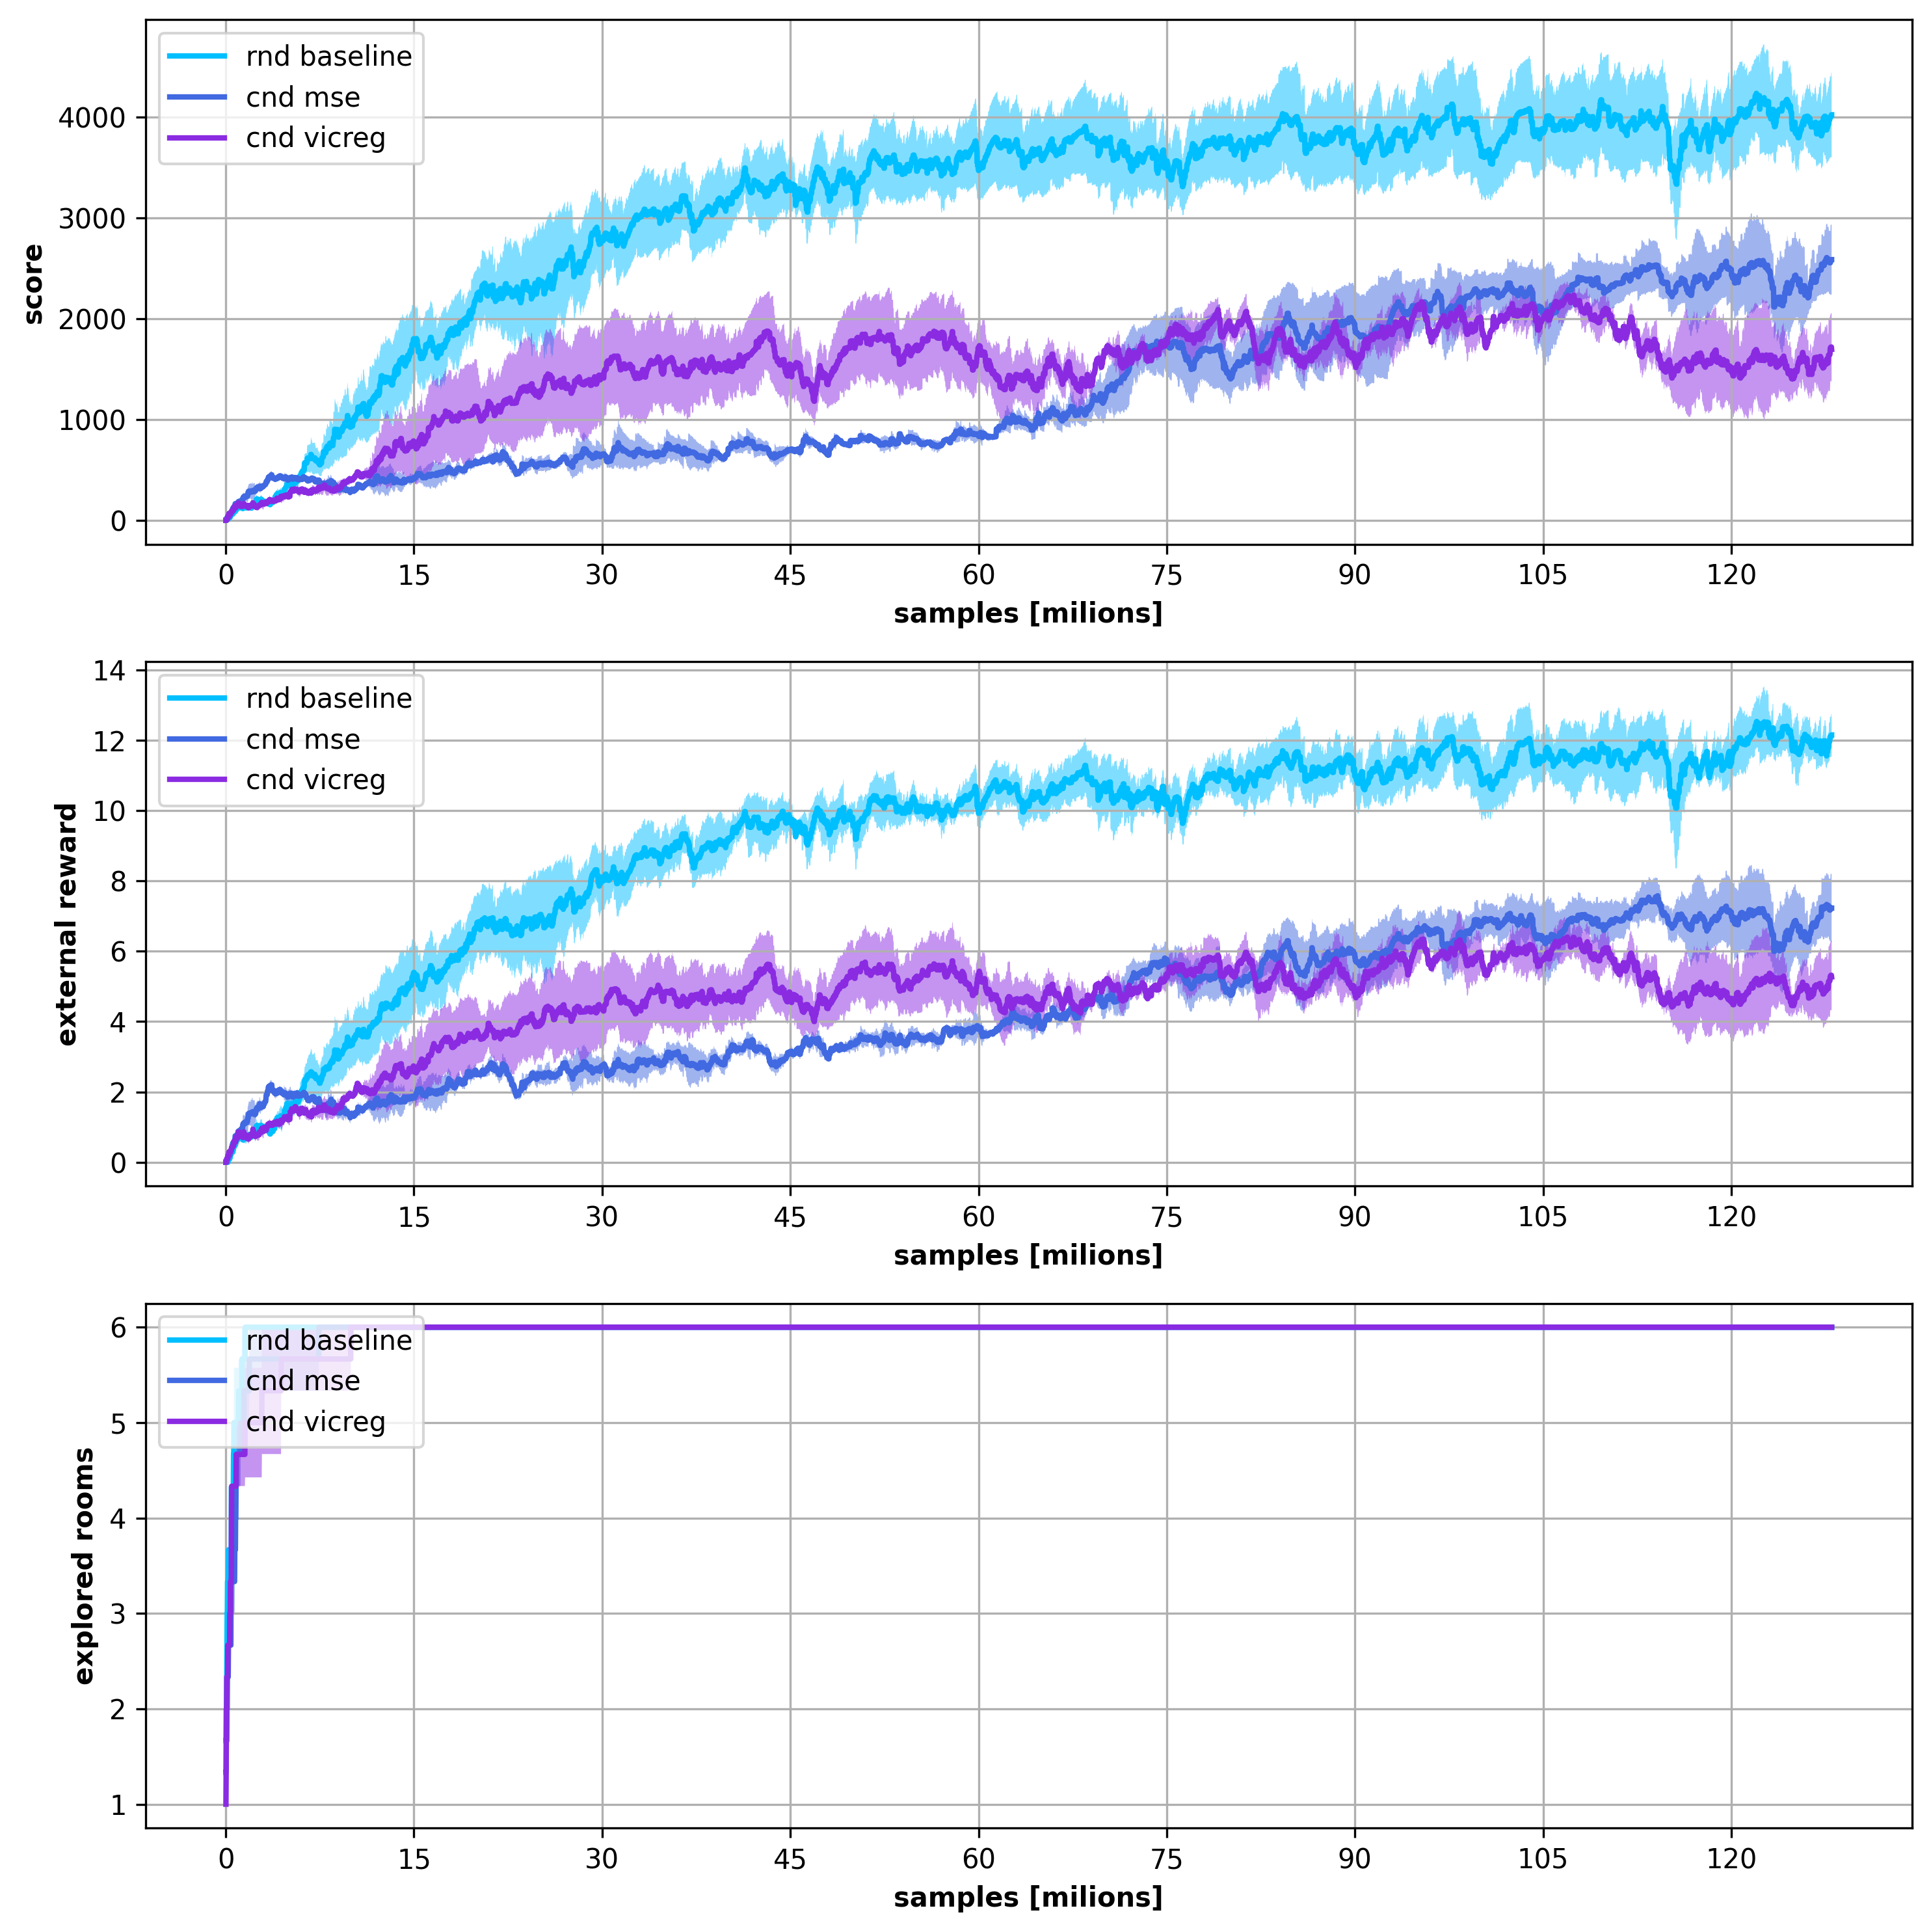 rnd baseline
cnd mse
cnd vicreg
4000
3000
2000
1000
0
score
0 15 30 45 60 75 90 105 120
samples [milions]
rnd baseline
cnd mse
cnd vicreg
14
12
10
8
6
4
2
0
external reward
0 15 30 45 60 75 90 105 120
samples [milions]
rnd baseline
cnd mse
cnd vicreg
6
5
4
3
2
1
explored rooms
0 15 30 45 60 75 90 105 120
samples [milions]